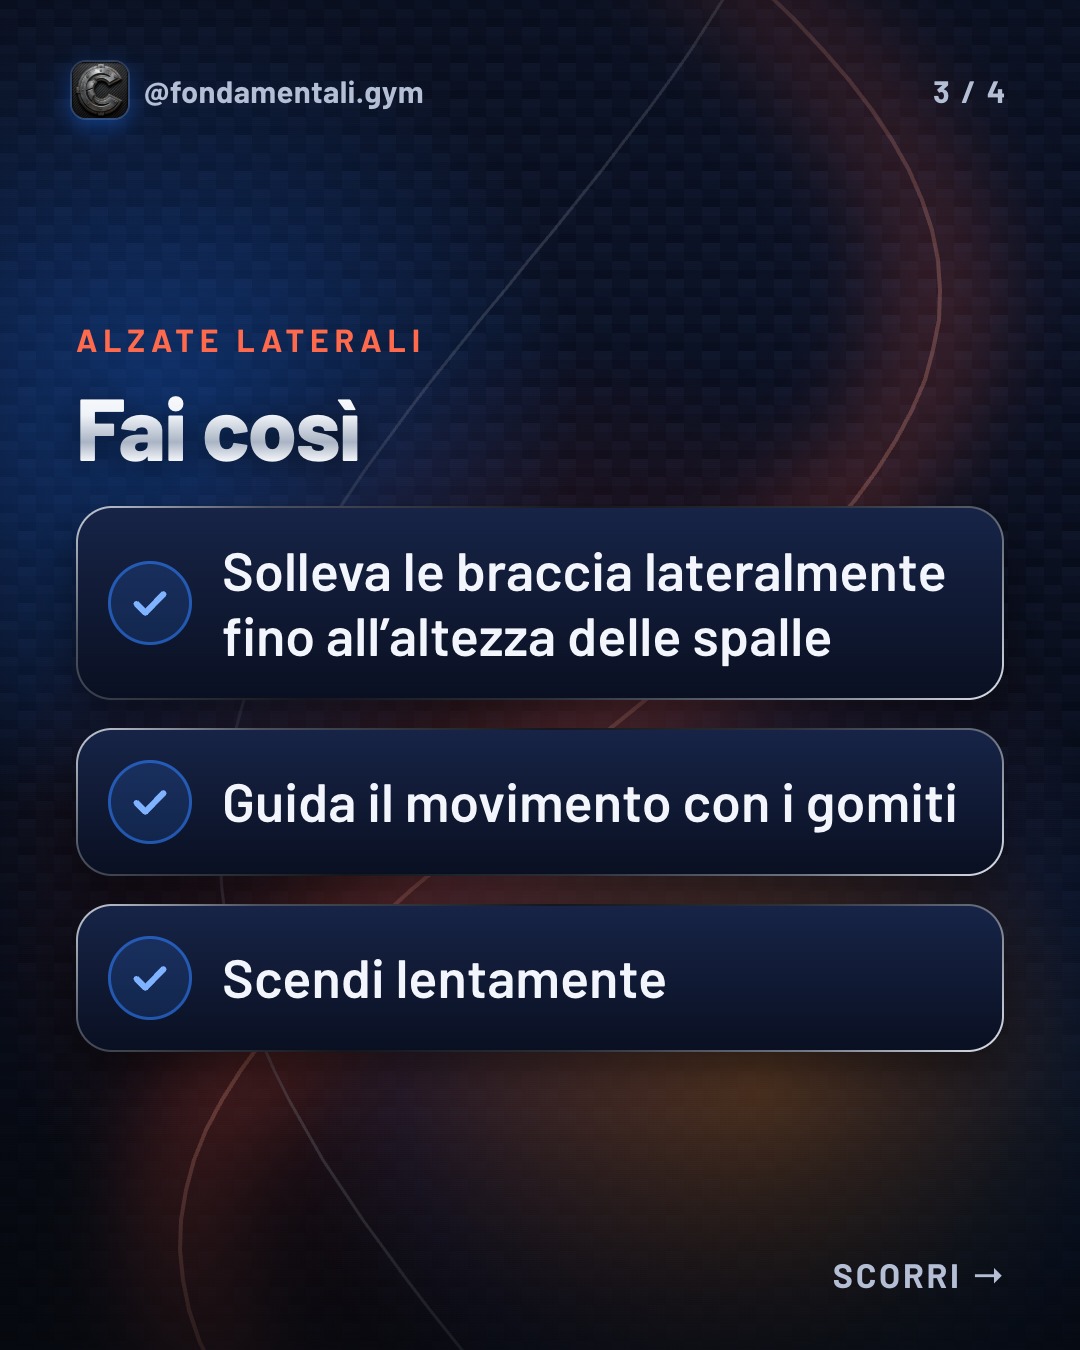 @fondamentali.gym
3 / 4
ALZATE LATERALI
Fai così
Solleva le braccia lateralmente
fino all’altezza delle spalle
Guida il movimento con i gomiti
Scendi lentamente
SCORRI →